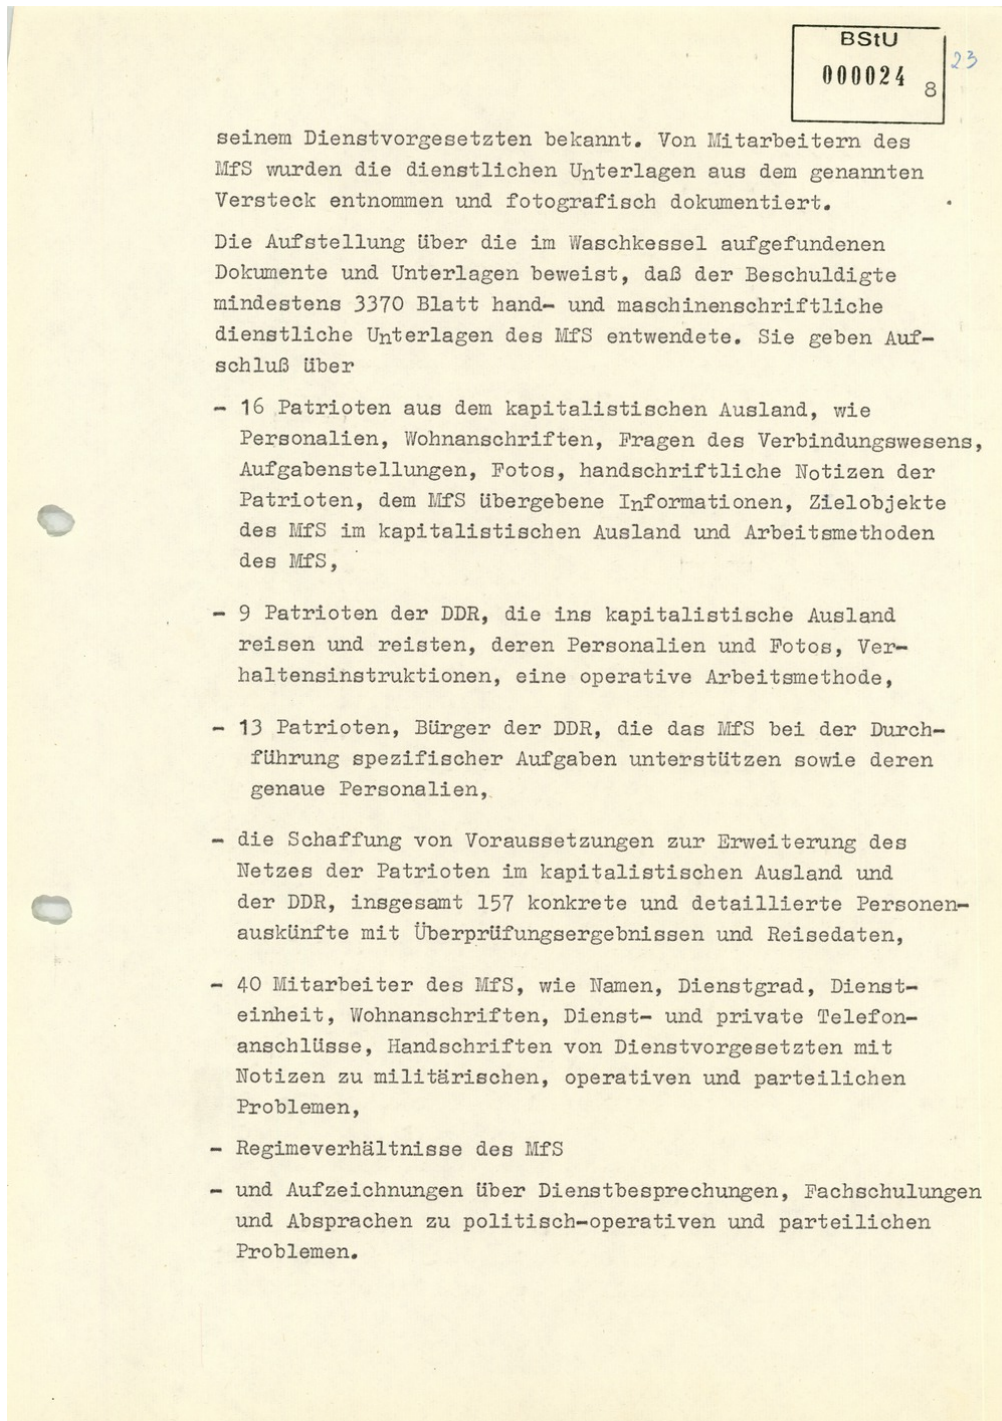 BStU
000024
8
23
seinem Dienstvorgesetzten bekannt. Von Mitarbeitern des
MfS wurden die dienstlichen Unterlagen aus dem genannten
Versteck entnommen und fotografisch dokumentiert.
Die Aufstellung über die im Waschkessel aufgefundenen
Dokumente und Unterlagen beweist, daß der Beschuldigte
mindestens 3370 Blatt hand- und maschinenschriftliche
dienstliche Unterlagen des MfS entwendete. Sie geben Auf-
schluß über
- 16 Patrioten aus dem kapitalistischen Ausland, wie
Personalien, Wohnanschriften, Fragen des Verbindungswesens,
Aufgabenstellungen, Fotos, handschriftliche Notizen der
Patrioten, dem MfS übergebene Informationen, Zielobjekte
des MfS im kapitalistischen Ausland und Arbeitsmethoden
des MfS,
- 9 Patrioten der DDR, die ins kapitalistische Ausland
reisen und reisten, deren Personalien und Fotos, Ver-
haltensinstruktionen, eine operative Arbeitsmethode,
- 13 Patrioten, Bürger der DDR, die das MfS bei der Durch-
führung spezifischer Aufgaben unterstützen sowie deren
genaue Personalien,
- die Schaffung von Voraussetzungen zur Erweiterung des
Netzes der Patrioten im kapitalistischen Ausland und
der DDR, insgesamt 157 konkrete und detaillierte Personen-
auskünfte mit Überprüfungsergebnissen und Reisedaten,
- 40 Mitarbeiter des MfS, wie Namen, Dienstgrad, Dienst-
einheit, Wohnanschriften, Dienst- und private Telefon-
anschlüsse, Handschriften von Dienstvorgesetzten mit
Notizen zu militärischen, operativen und parteilichen
Problemen,
- Regimeverhältnisse des MfS
- und Aufzeichnungen über Dienstbesprechungen, Fachschulungen
und Absprachen zu politisch-operativen und parteilichen
Problemen.